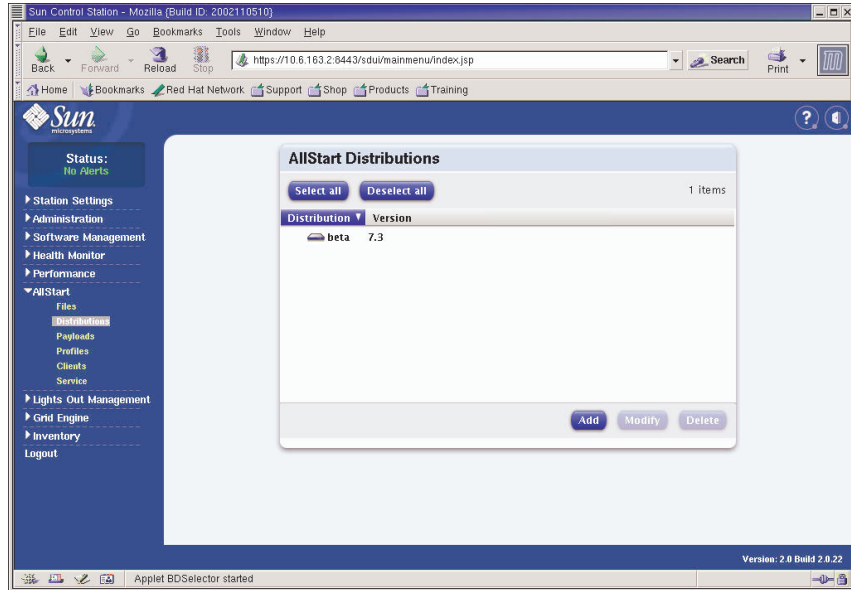 Sun Control Station - Mozilla {Build ID: 2002110510}
File Edit View Go Bookmarks Tools Window Help
Back Forward Reload Stop https://10.6.163.2:8443/sdui/mainmenu/index.jsp Search Print
Home Bookmarks Red Hat Network Support Shop Products Training
Sun
microsystems
?
Status:
No Alerts
Station Settings
Administration
Software Management
Health Monitor
Performance
AllStart
Files
Distributions
Payloads
Profiles
Clients
Service
Lights Out Management
Grid Engine
Inventory
Logout
AllStart Distributions
Select all Deselect all 1 items
Distribution Version
beta 7.3
Add Modify Delete
Version: 2.0 Build 2.0.22
Applet BDSelector started